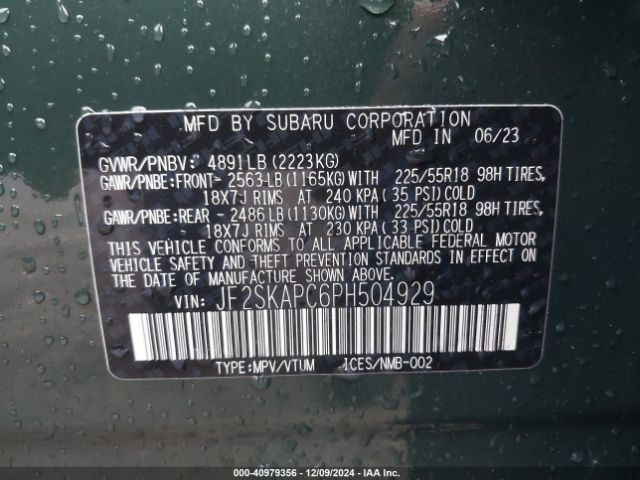 MFD BY SUBARU CORPORATION
MFD IN 06/23
GVWR/PNBV: 4891LB (2223KG)
GAWR/PNBE:FRONT- 2563-LB (1165KG)WITH 225/55R18 98H TIRES,
18X7J RIMS AT 240 KPA ( 35 PSI) COLD
GAWR/PNBE:REAR - 2486 LB (1130KG) WITH 225/55R18 98H TIRES,
18X7J RIMS AT 230 KPA ( 33 PSI) COLD
THIS VEHICLE CONFORMS TO ALL APPLICABLE FEDERAL MOTOR
VEHICLE SAFETY AND THEFT PREVENTION STANDARDS IN EFFECT ON
THE DATE OF MANUFACTURE SHOWN ABOVE.
VIN: JF2SKAPC6PH504929
TYPE:MPV/VTUM ICES/NMB-002
000-40979356 - 12/09/2024 - IAA Inc.